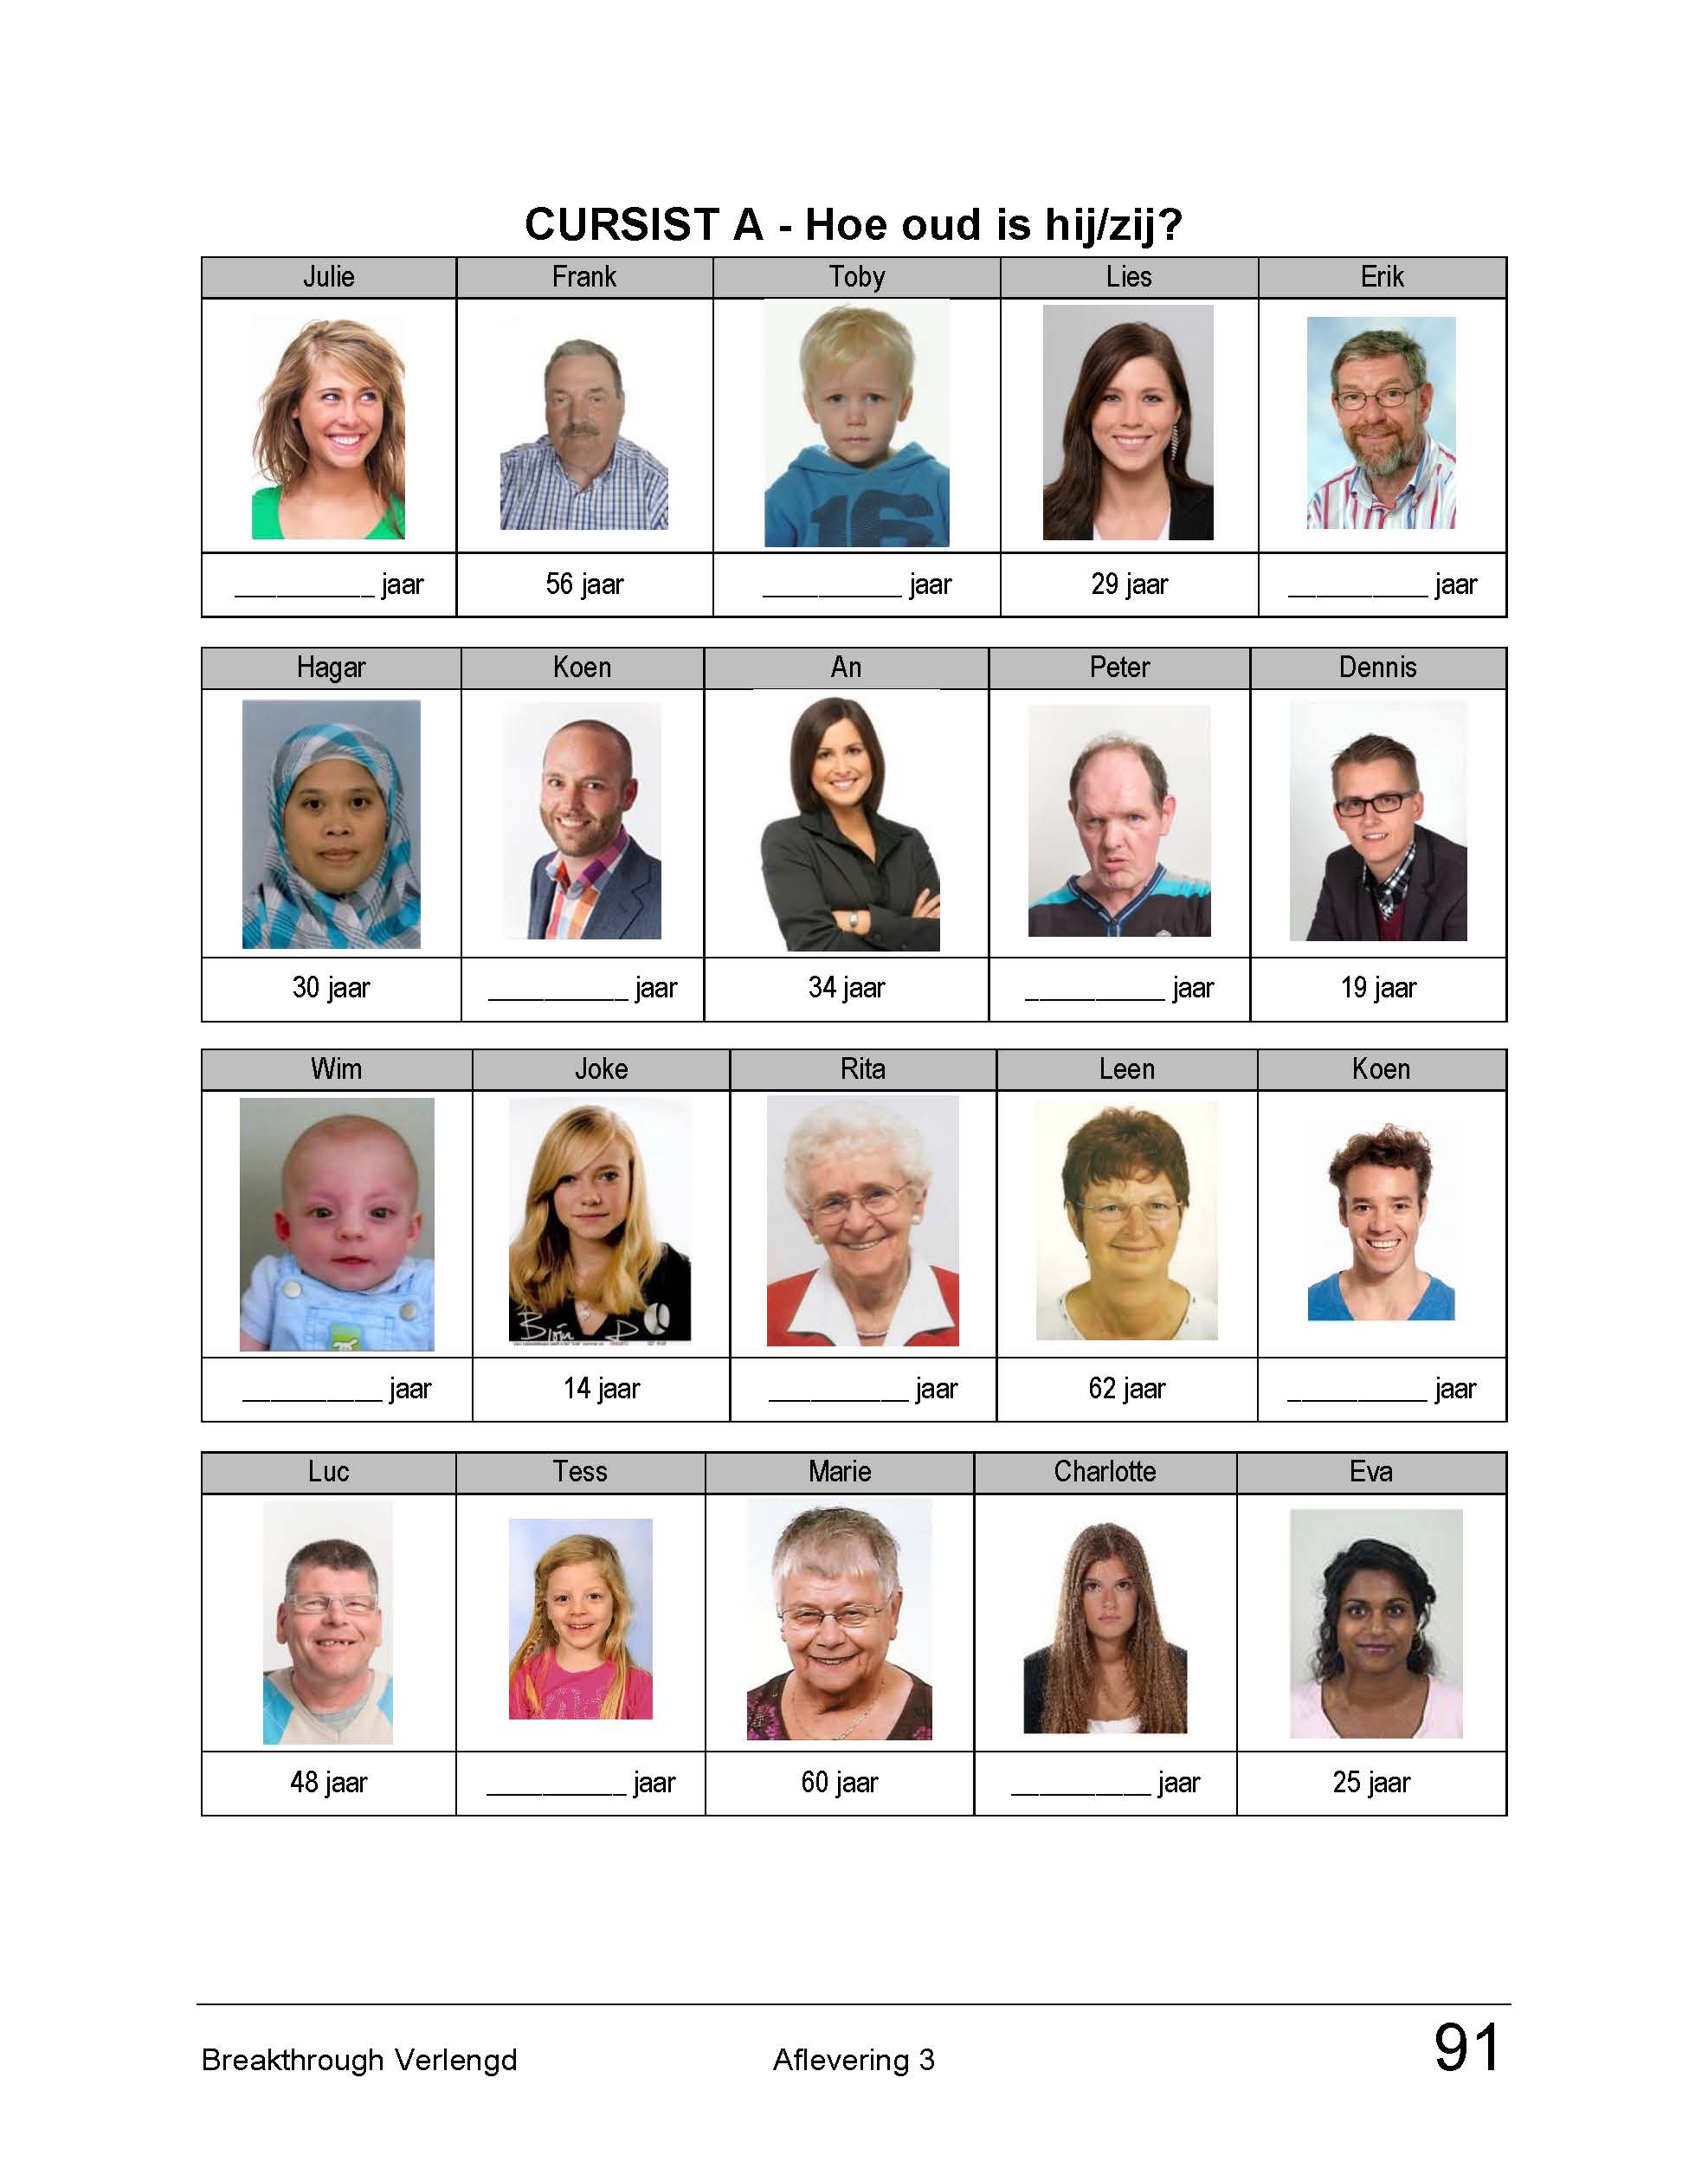 CURSIST A - Hoe oud is hij/zij?
Julie Frank Toby Lies Erik
16
__________ jaar 56 jaar __________ jaar 29 jaar __________ jaar
Hagar Koen An Peter Dennis
30 jaar __________ jaar 34 jaar __________ jaar 19 jaar
Wim Joke Rita Leen Koen
__________ jaar 14 jaar __________ jaar 62 jaar __________ jaar
Luc Tess Marie Charlotte Eva
48 jaar __________ jaar 60 jaar __________ jaar 25 jaar
Breakthrough Verlengd Aflevering 3 91